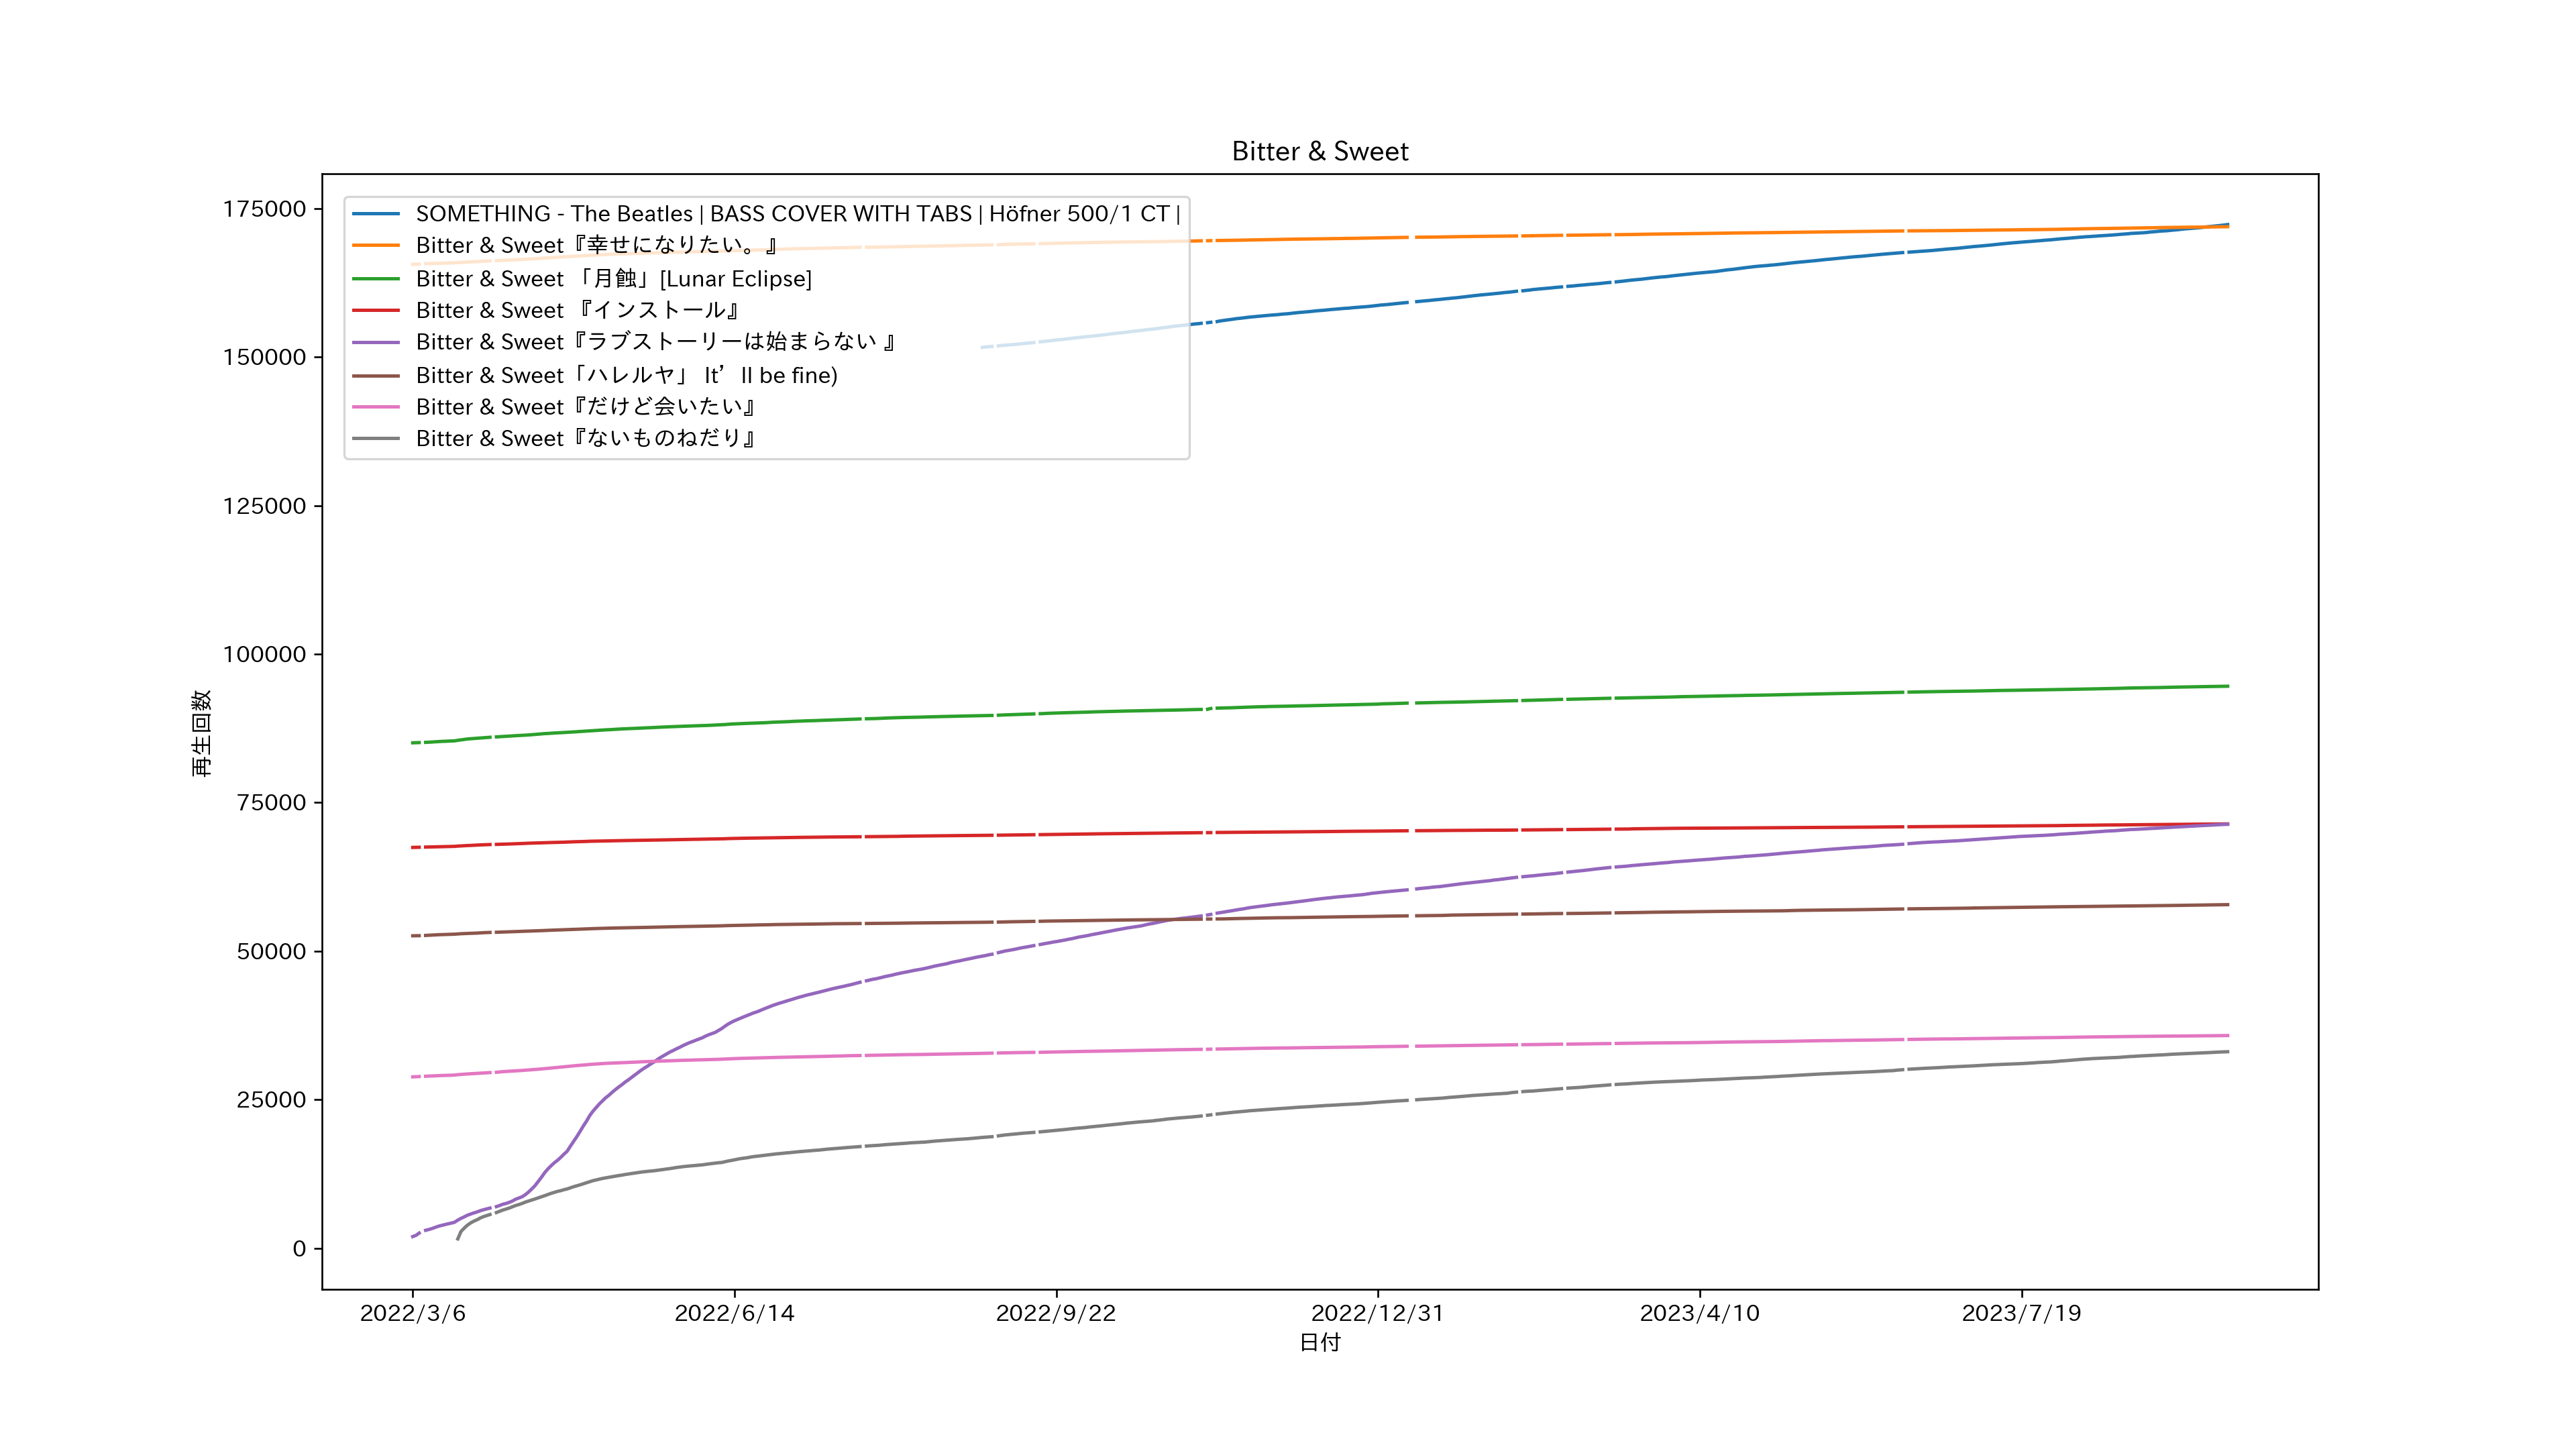 Bitter & Sweet
175000
150000
125000
100000
75000
50000
25000
0
再生回数
SOMETHING - The Beatles | BASS COVER WITH TABS | Höfner 500/1 CT |
Bitter & Sweet『幸せになりたい。』
Bitter & Sweet 「月蝕」[Lunar Eclipse]
Bitter & Sweet 『インストール』
Bitter & Sweet『ラブストーリーは始まらない 』
Bitter & Sweet「ハレルヤ」 It’ll be fine)
Bitter & Sweet『だけど会いたい』
Bitter & Sweet『ないものねだり』
2022/3/6 2022/6/14 2022/9/22 2022/12/31 2023/4/10 2023/7/19
日付